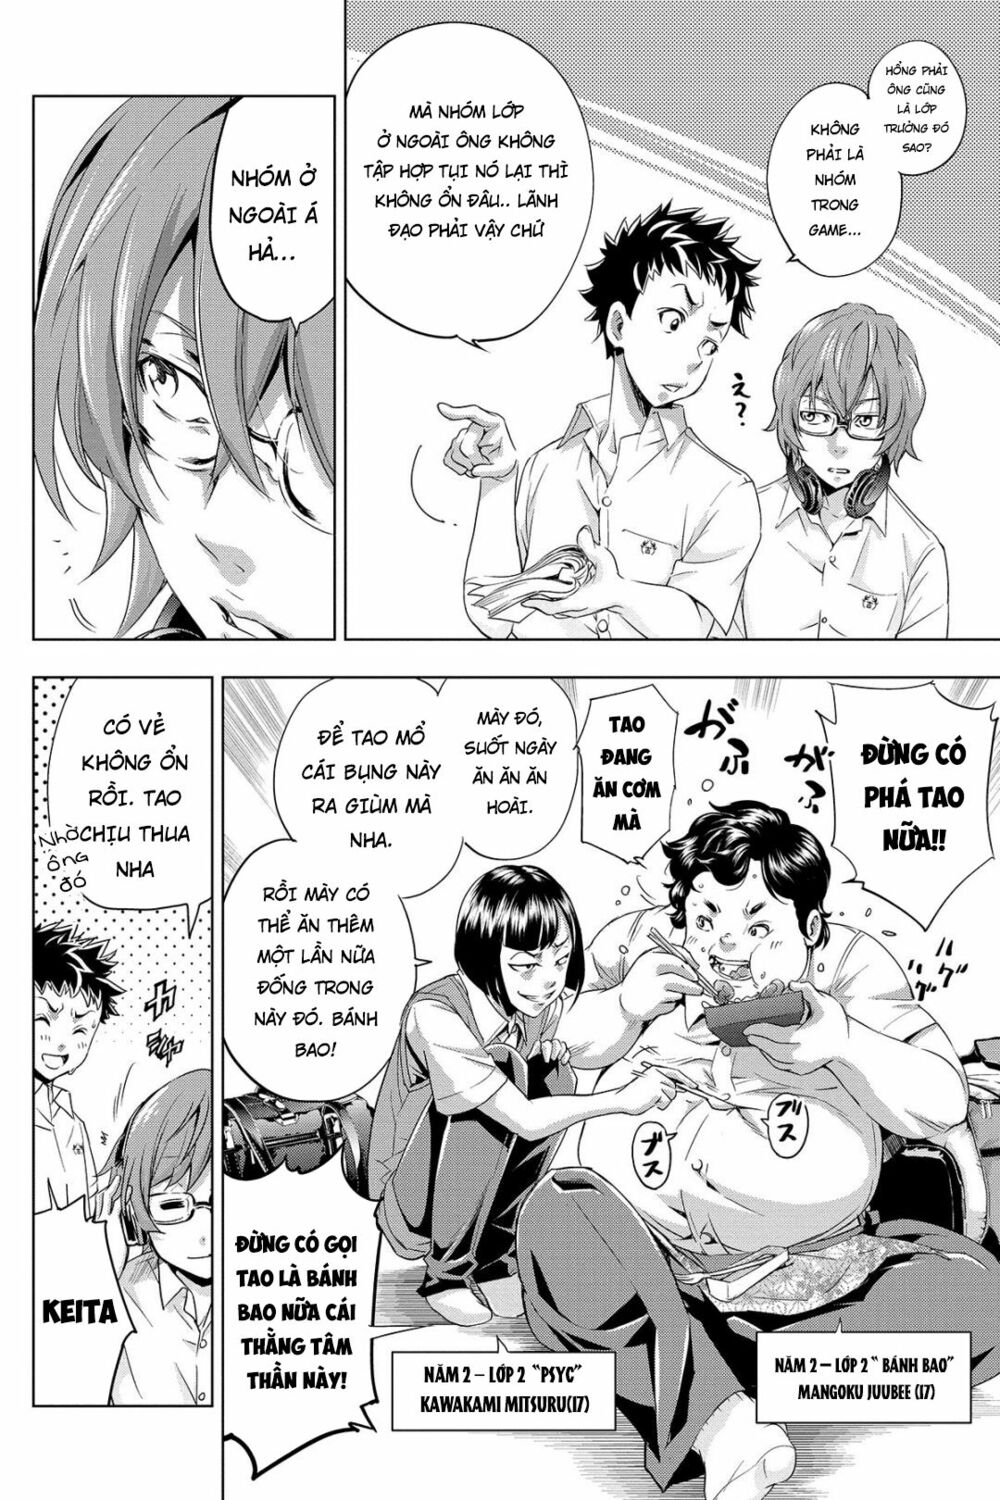 HỔNG PHẢI
ÔNG CŨNG
LÀ LỚP
TRƯỞNG ĐÓ
SAO?
KHÔNG
PHẢI LÀ
NHÓM
TRONG
GAME...
MÀ NHÓM LỚP
Ở NGOÀI ÔNG KHÔNG
TẬP HỢP TỤI NÓ LẠI THÌ
KHÔNG ỔN ĐÂU.. LÃNH
ĐẠO PHẢI VẬY CHỨ
え?
NHÓM Ở
NGOÀI Á
HẢ...
ĐỪNG CÓ
PHÁ TAO
NỮA!!
がふ
がふ
TAO
ĐANG
ĂN CƠM
MÀ
MÀY ĐÓ,
SUỐT NGÀY
ĂN ĂN ĂN
HOÀI.
ĐỂ TAO MỔ
CÁI BỤNG NÀY
RA GIÙM MÀ
NHA.
RỒI MÀY CÓ
THỂ ĂN THÊM
MỘT LẦN NỮA
ĐỐNG TRONG
NÀY ĐÓ. BÁNH
BAO!
ブスッ
ブスッ
ĐỪNG CÓ GỌI
TAO LÀ BÁNH
BAO NỮA CÁI
THẰNG TÂM
THẦN NÀY!
NĂM 2 – LỚP 2 “PSYC”
KAWAKAMI MITSURU(17)
NĂM 2 – LỚP 2 “ BÁNH BAO”
MANGOKU JUUBEE (17)
CÓ VẺ
KHÔNG ỔN
RỒI. TAO
CHỊU THUA
NHA
Nhờ
ông
đó
KEITA